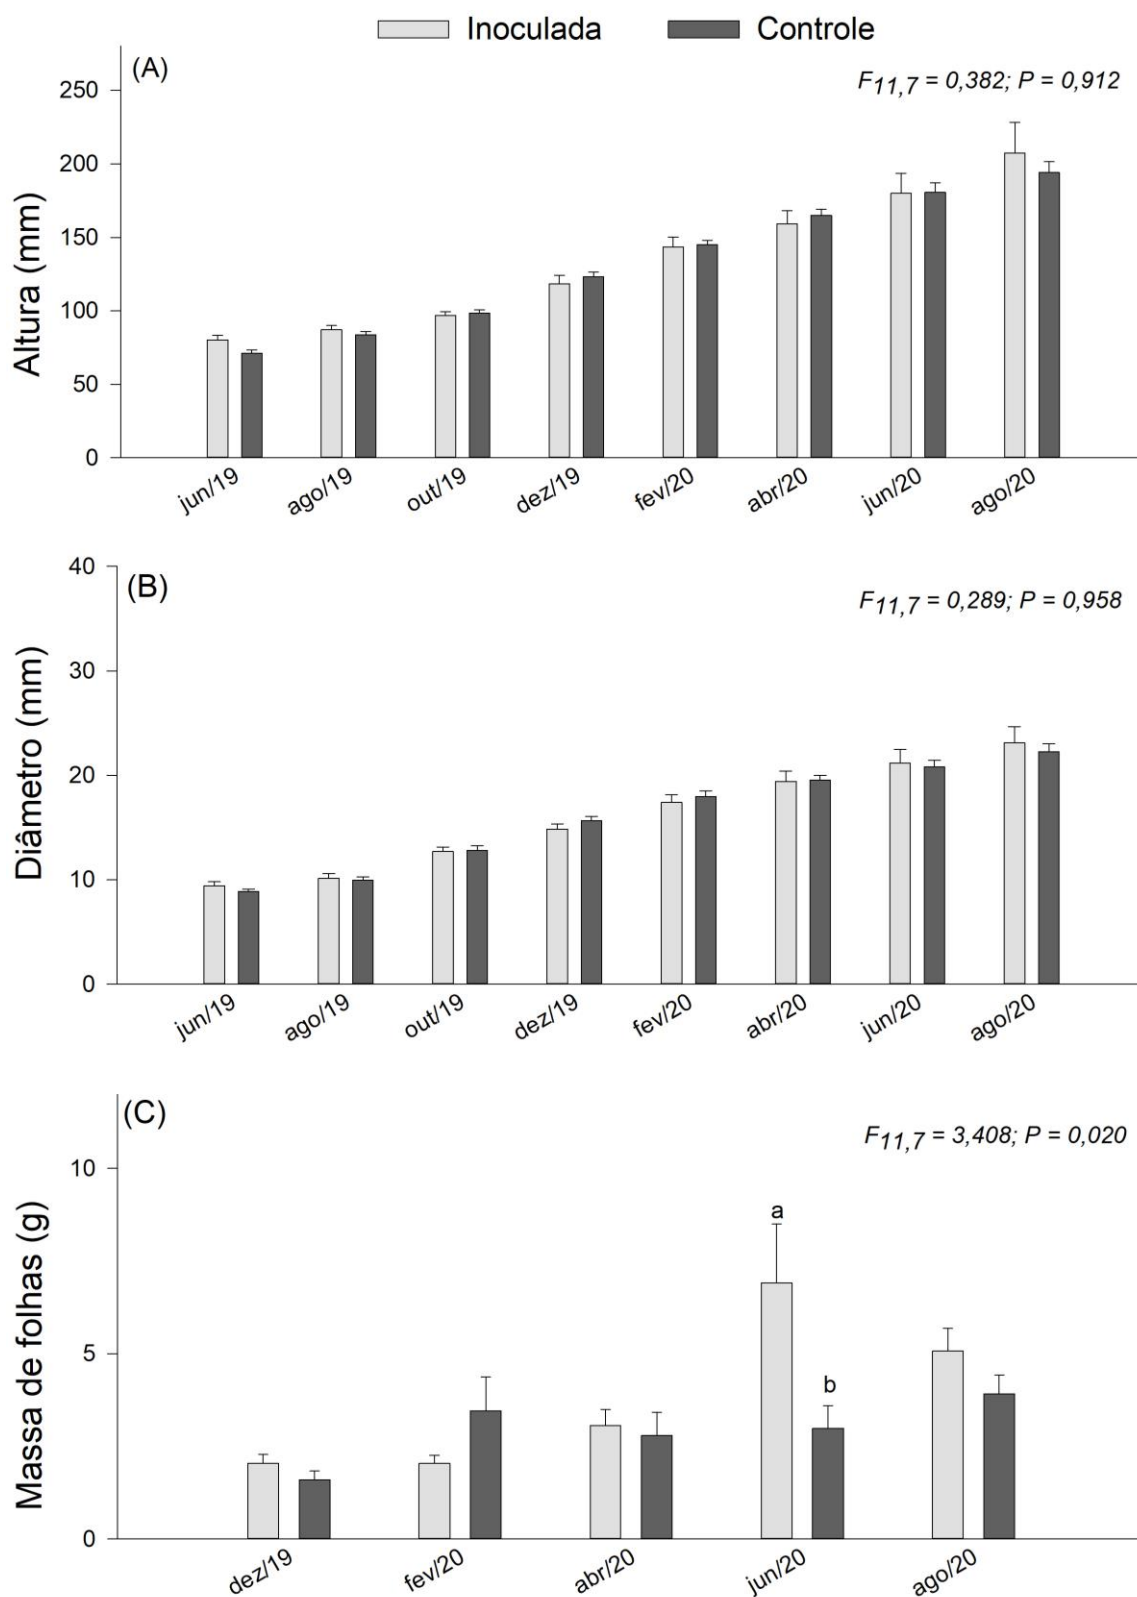 Inoculada Controle
(A)
F11,7 = 0,382; P = 0,912
Altura (mm)
250
200
150
100
50
0
jun/19 ago/19 out/19 dez/19 fev/20 abr/20 jun/20 ago/20
(B)
F11,7 = 0,289; P = 0,958
Diâmetro (mm)
40
30
20
10
0
jun/19 ago/19 out/19 dez/19 fev/20 abr/20 jun/20 ago/20
(C)
F11,7 = 3,408; P = 0,020
Massa de folhas (g)
10
5
0
a
b
dez/19 fev/20 abr/20 jun/20 ago/20